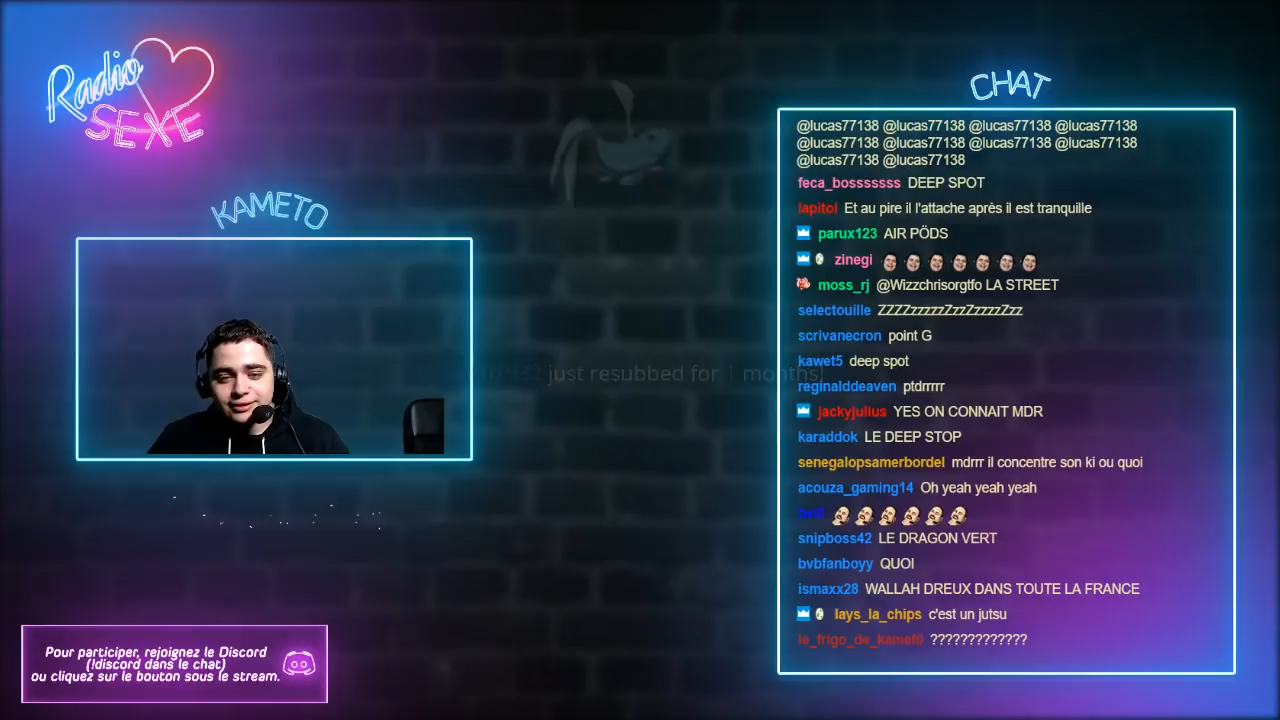 Radio
SEXE
KAMETO
CHAT
@lucas77138 @lucas77138 @lucas77138 @lucas77138
@lucas77138 @lucas77138 @lucas77138 @lucas77138
@lucas77138 @lucas77138
feca_bosssssss DEEP SPOT
lapitol Et au pire il l'attache après il est tranquille
parux123 AIR PÖDS
zinegi
moss_rj @Wizzchrisorgtfo LA STREET
selectouille ZZZZzzzzzZzzZzzzzZzz
scrivanecron point G
kawet5 deep spot
just resubbed for 1 months!
reginalddeaven ptdrrrrr
jackyjulius YES ON CONNAIT MDR
karaddok LE DEEP STOP
senegalopsamerbordel mdrrr il concentre son ki ou quoi
acouza_gaming14 Oh yeah yeah yeah
snipboss42 LE DRAGON VERT
bvbfanboyy QUOI
ismaxx28 WALLAH DREUX DANS TOUTE LA FRANCE
lays_la_chips c'est un jutsu
le_frigo_de_kamet0 ?????????????
Pour participer, rejoignez le Discord
(!discord dans le chat)
ou cliquez sur le bouton sous le stream.